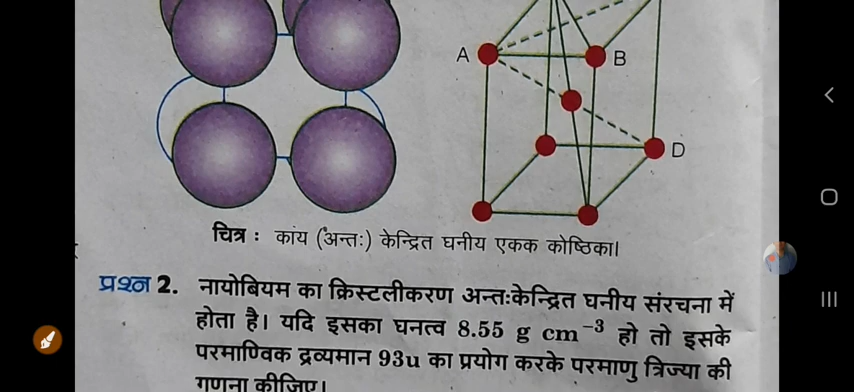 A
B
D
चित्र : काय (अन्तः) केन्द्रित घनीय एकक कोष्ठिका।
प्रश्न 2. नायोबियम का क्रिस्टलीकरण अन्तःकेन्द्रित घनीय संरचना में
होता है। यदि इसका घनत्व 8.55 g cm⁻³ हो तो इसके
परमाण्विक द्रव्यमान 93u का प्रयोग करके परमाणु त्रिज्या की
गणना कीजिए।